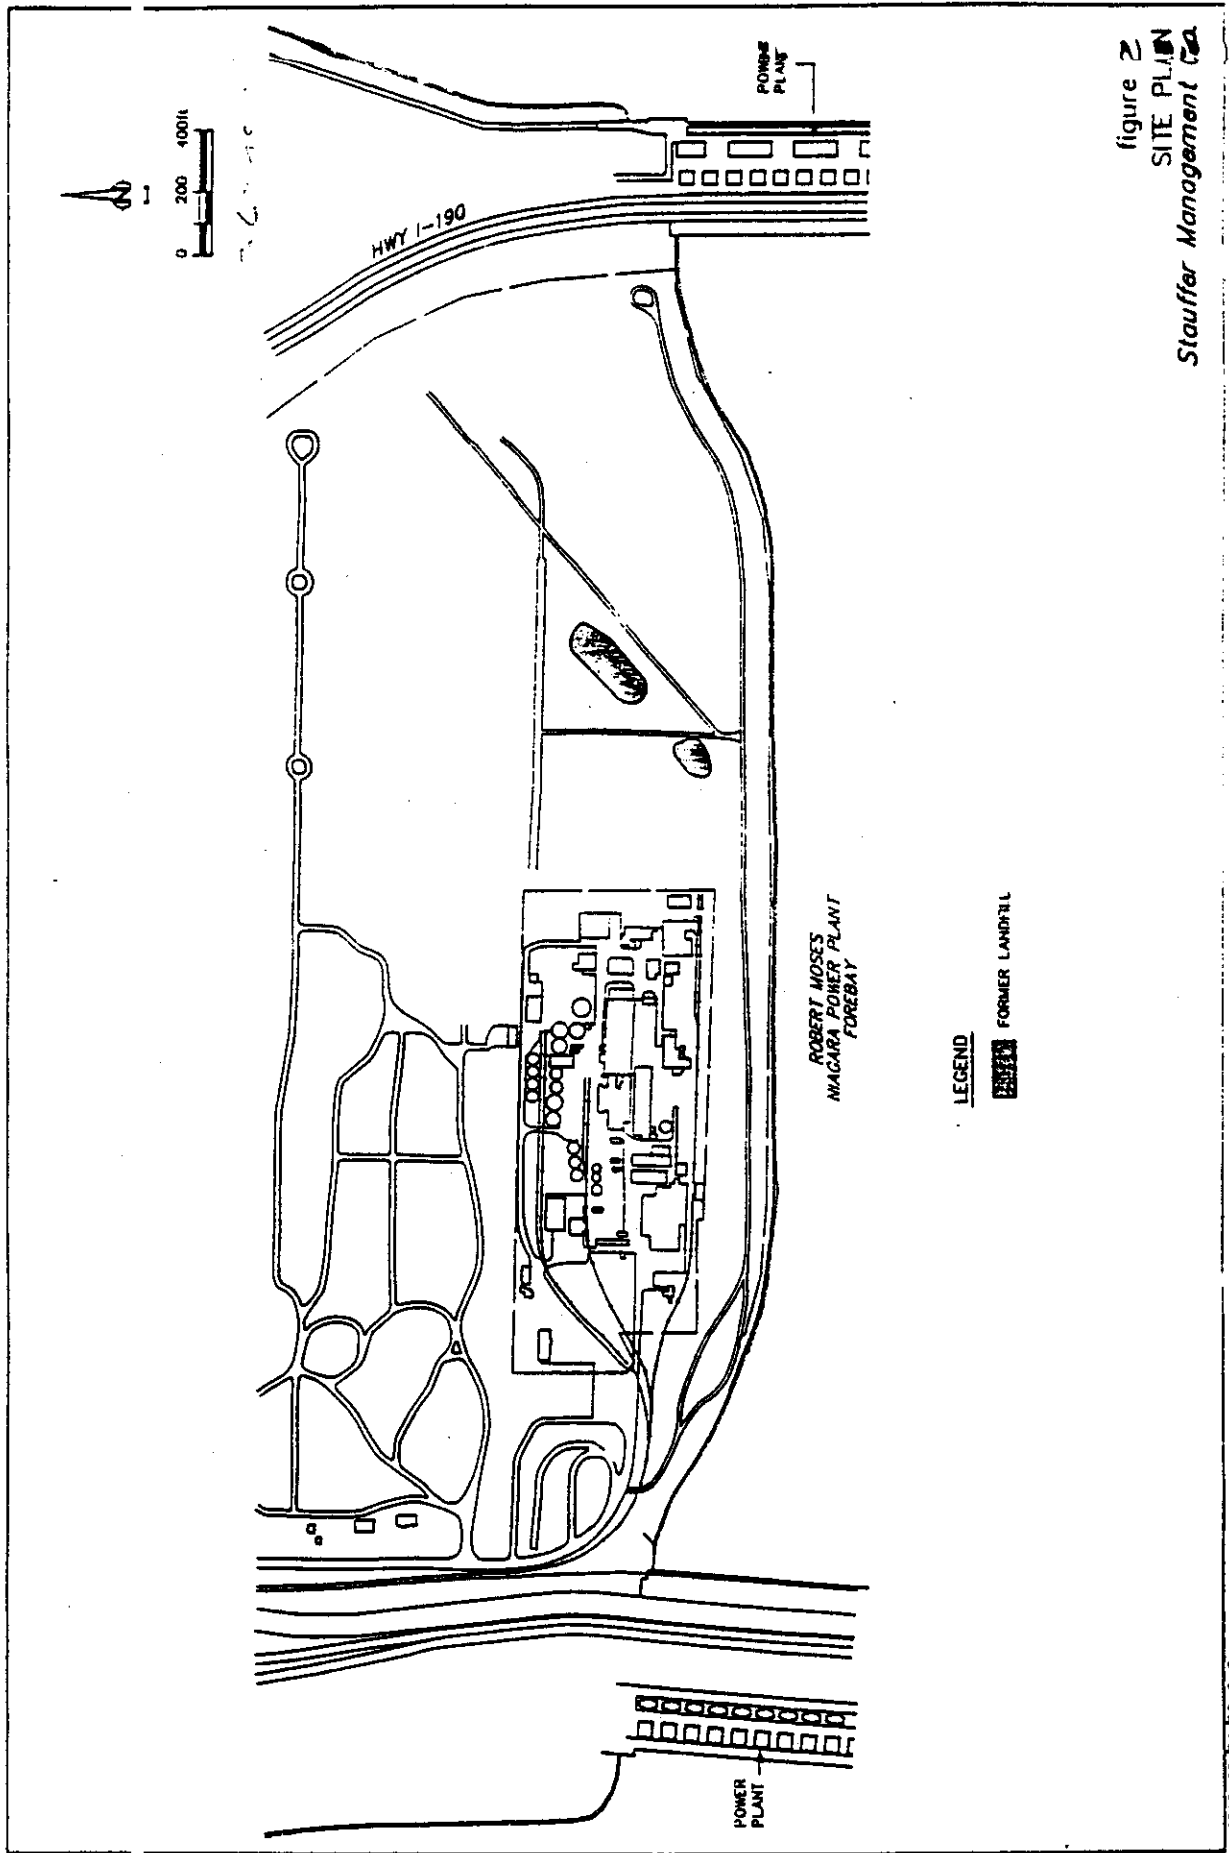 N
0 200 400ft
HWY I-190
POWER
PLANT
ROBERT MOSES
NIAGARA POWER PLANT
FOREBAY
LEGEND
FORMER LANDFILL
POWER
PLANT
figure 2
SITE PLAN
Stauffer Management Co.